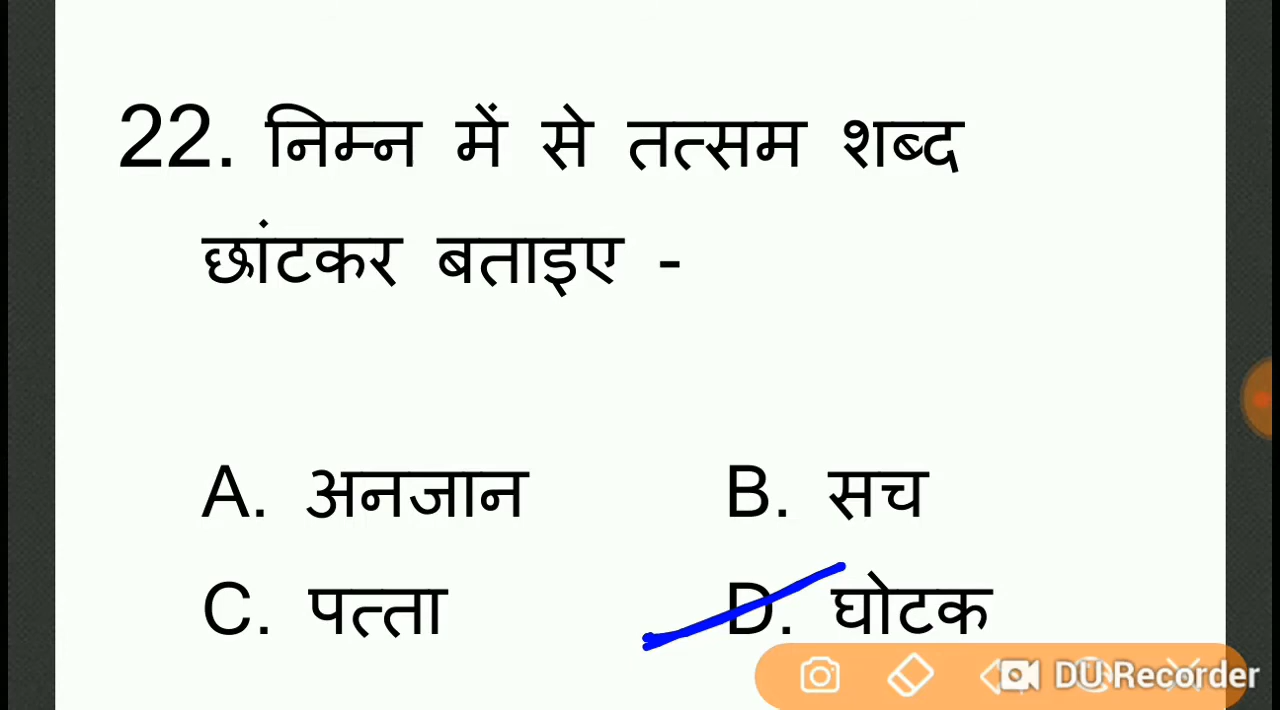 22. निम्न में से तत्सम शब्द
छांटकर बताइए -
A. अनजान B. सच
C. पत्ता D. घोटक
DU Recorder